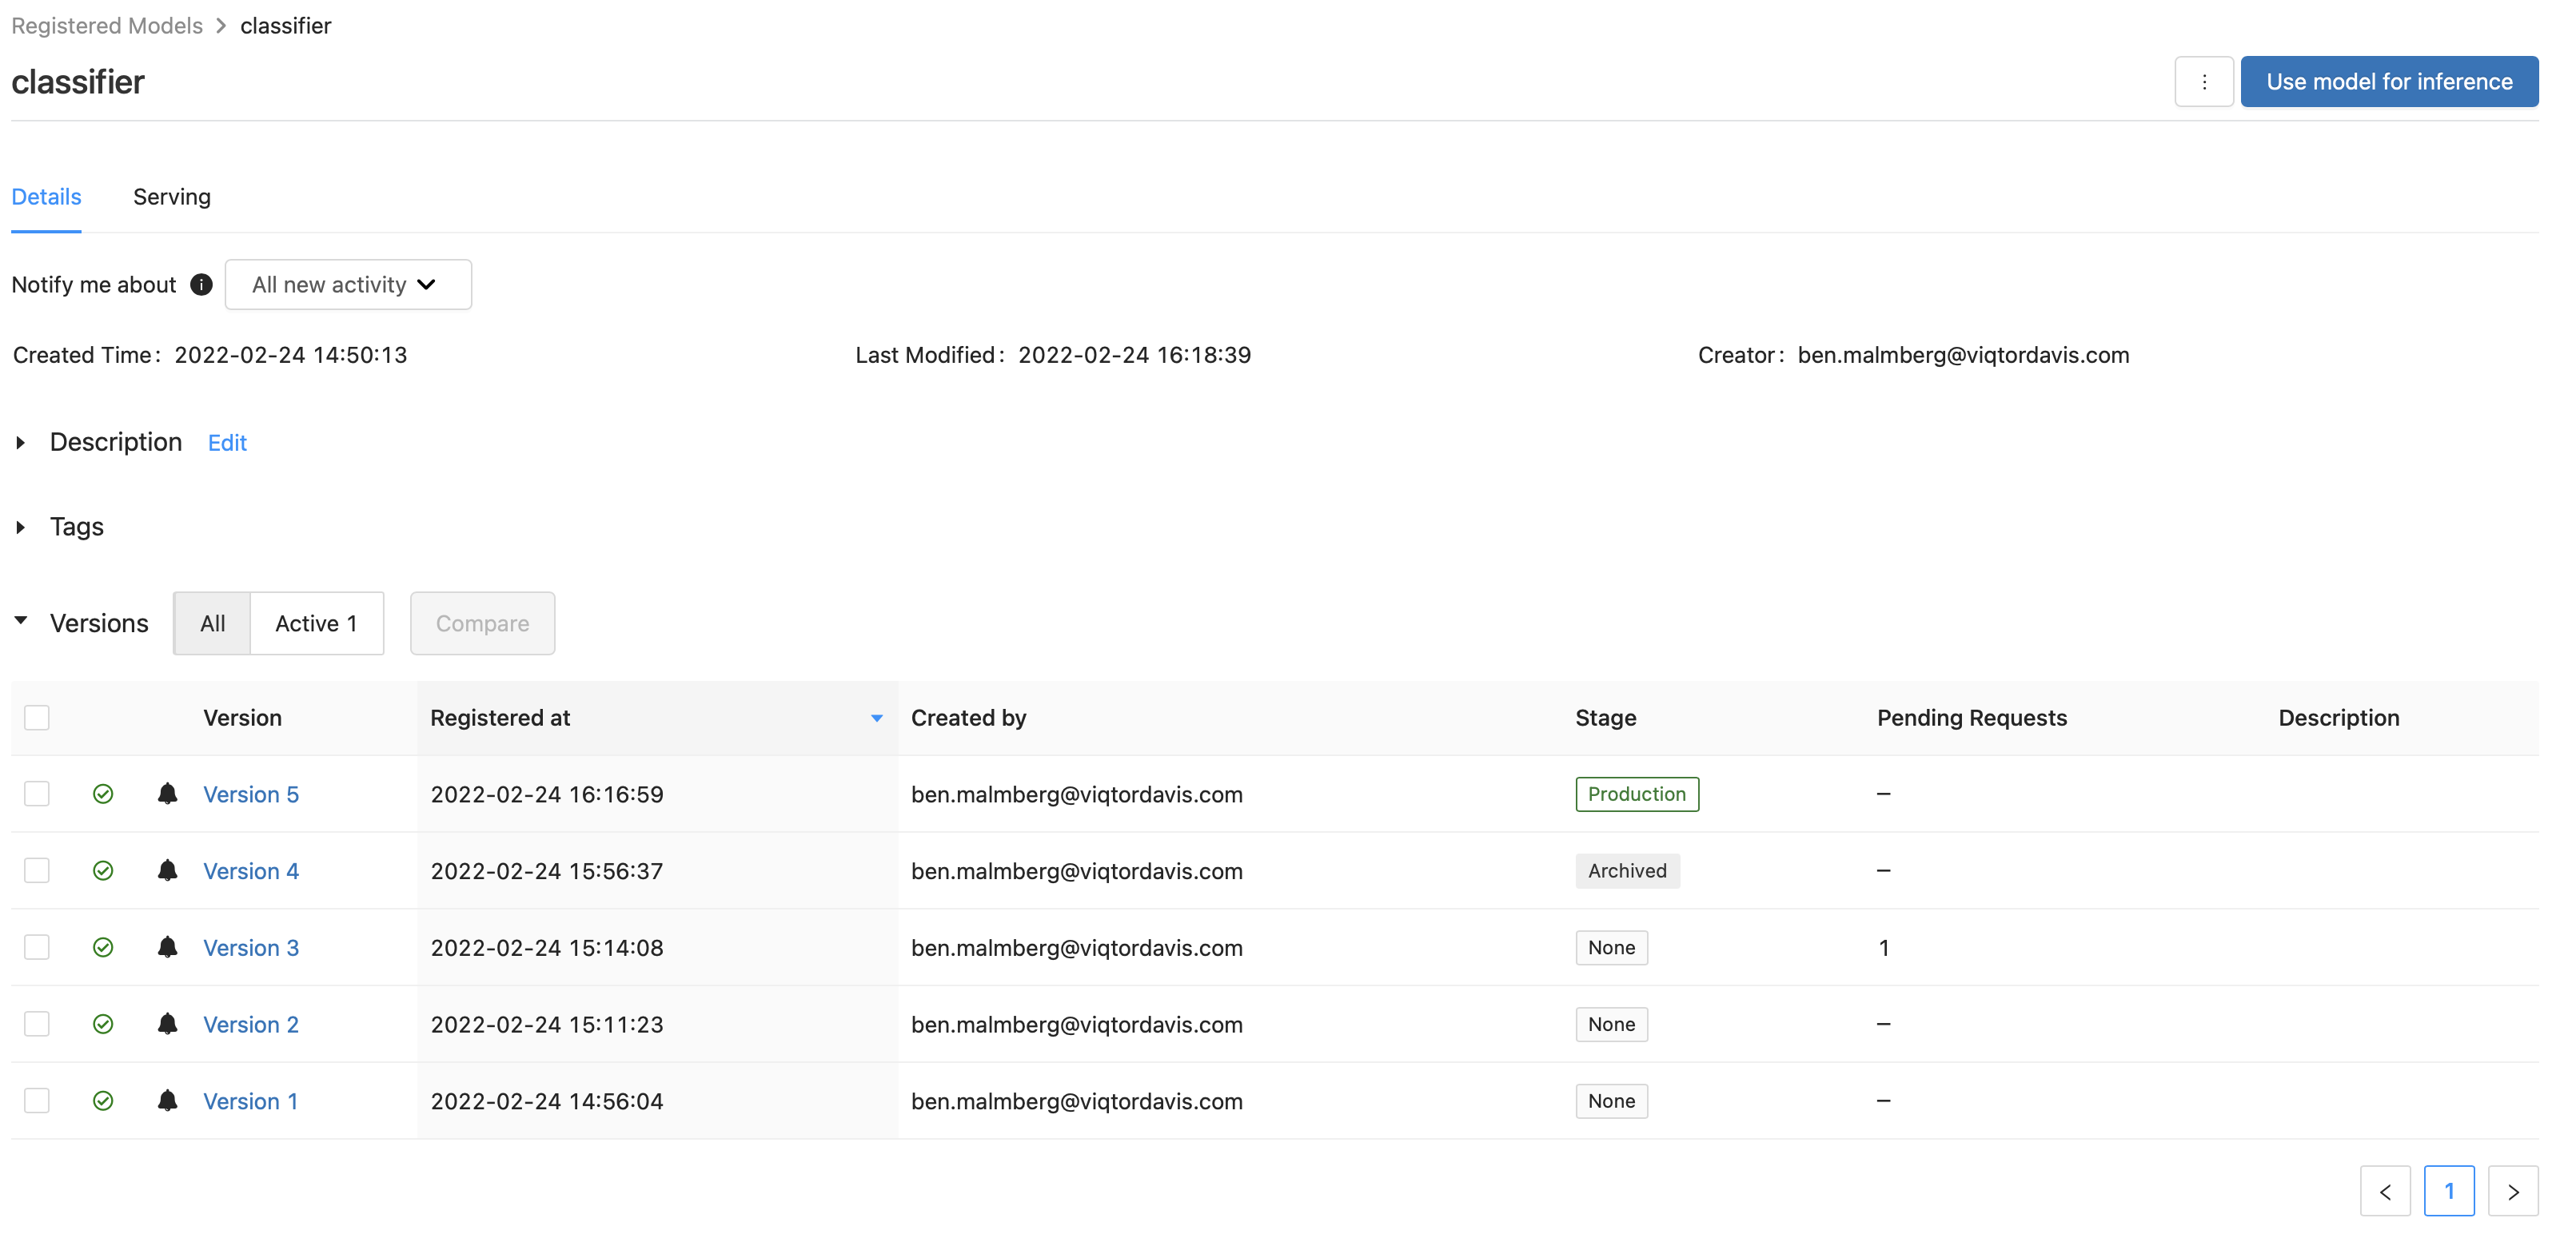 Registered Models > classifier
classifier
⋮ Use model for inference
Details Serving
Notify me about i All new activity
Created Time: 2022-02-24 14:50:13 Last Modified: 2022-02-24 16:18:39 Creator: ben.malmberg@viqtordavis.com
Description Edit
Tags
Versions All Active 1 Compare
Version Registered at Created by Stage Pending Requests Description
Version 5 2022-02-24 16:16:59 ben.malmberg@viqtordavis.com Production –
Version 4 2022-02-24 15:56:37 ben.malmberg@viqtordavis.com Archived –
Version 3 2022-02-24 15:14:08 ben.malmberg@viqtordavis.com None 1
Version 2 2022-02-24 15:11:23 ben.malmberg@viqtordavis.com None –
Version 1 2022-02-24 14:56:04 ben.malmberg@viqtordavis.com None –
< 1 >